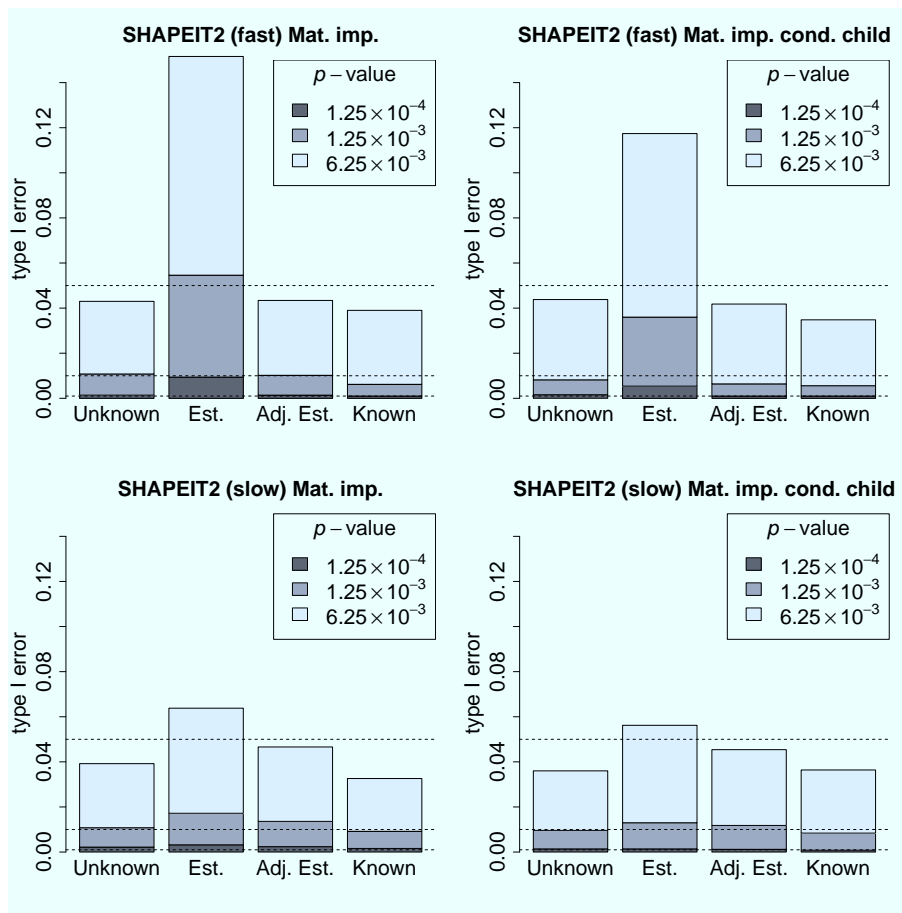 SHAPEIT2 (fast) Mat. imp.
type I error
0.00
0.04
0.08
0.12
p − value
1.25 × 10⁻⁴
1.25 × 10⁻³
6.25 × 10⁻³
Unknown Est. Adj. Est. Known
SHAPEIT2 (fast) Mat. imp. cond. child
type I error
0.00
0.04
0.08
0.12
p − value
1.25 × 10⁻⁴
1.25 × 10⁻³
6.25 × 10⁻³
Unknown Est. Adj. Est. Known
SHAPEIT2 (slow) Mat. imp.
type I error
0.00
0.04
0.08
0.12
p − value
1.25 × 10⁻⁴
1.25 × 10⁻³
6.25 × 10⁻³
Unknown Est. Adj. Est. Known
SHAPEIT2 (slow) Mat. imp. cond. child
type I error
0.00
0.04
0.08
0.12
p − value
1.25 × 10⁻⁴
1.25 × 10⁻³
6.25 × 10⁻³
Unknown Est. Adj. Est. Known